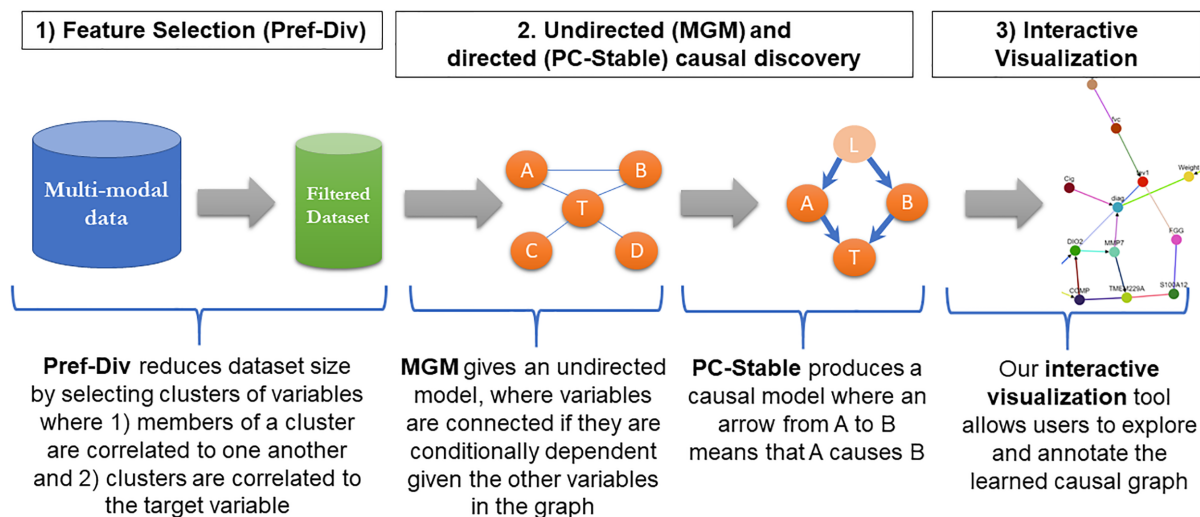 1) Feature Selection (Pref-Div)
2. Undirected (MGM) and
directed (PC-Stable) causal discovery
3) Interactive
Visualization
Multi-modal
data
Filtered
Dataset
A
B
T
C
D
L
A
B
T
fvc
fev1
Weight
Cig
diag
DIO2
MMP7
FGG
COMP
TMEM229A
S100A12
Pref-Div reduces dataset size
by selecting clusters of variables
where 1) members of a cluster
are correlated to one another
and 2) clusters are correlated to
the target variable
MGM gives an undirected
model, where variables
are connected if they are
conditionally dependent
given the other variables
in the graph
PC-Stable produces a
causal model where an
arrow from A to B
means that A causes B
Our interactive
visualization tool
allows users to explore
and annotate the
learned causal graph